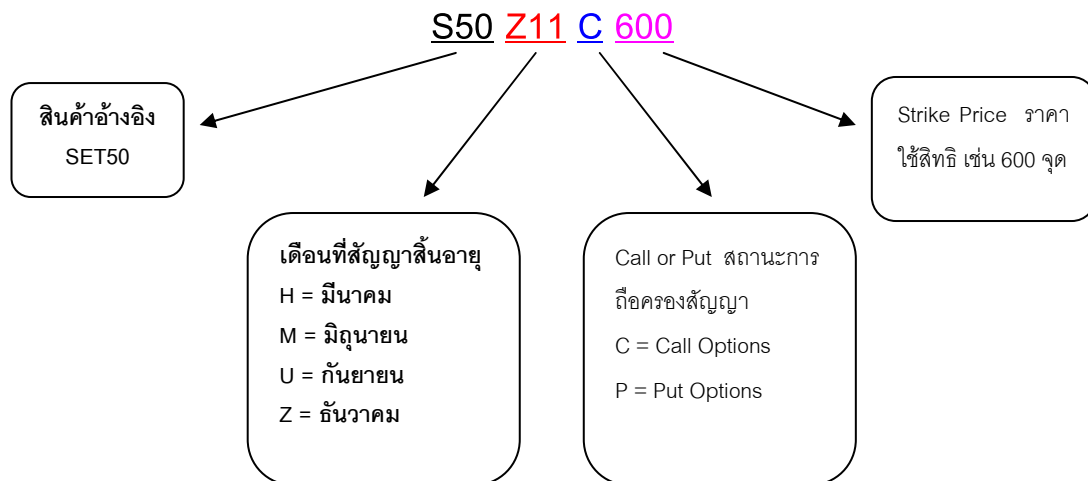 S50 Z11 C 600
สินค้าอ้างอิง
SET50
Strike Price ราคา
ใช้สิทธิ เช่น 600 จุด
เดือนที่สัญญาสิ้นอายุ
H = มีนาคม
M = มิถุนายน
U = กันยายน
Z = ธันวาคม
Call or Put สถานะการ
ถือครองสัญญา
C = Call Options
P = Put Options